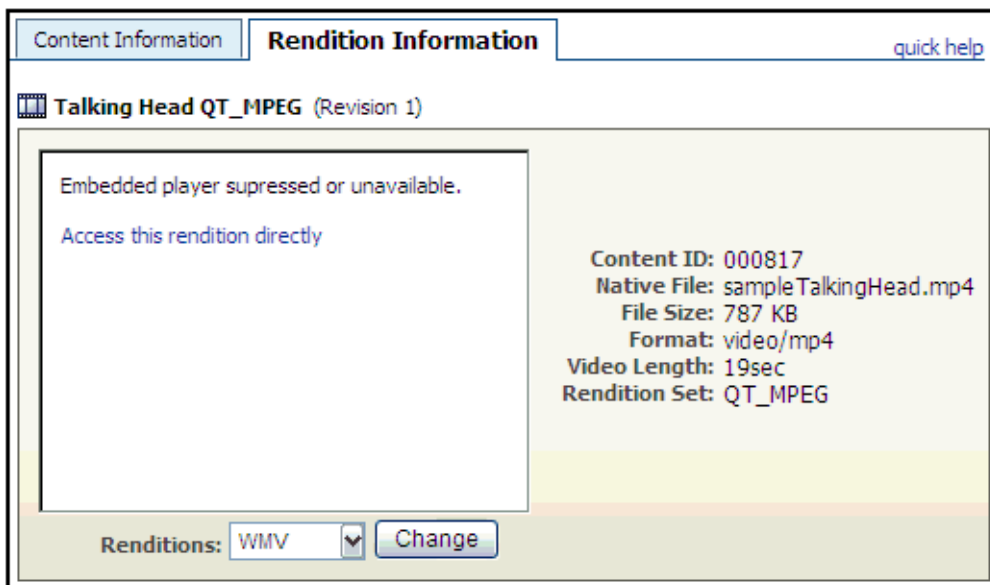 Content Information
Rendition Information
quick help
Talking Head QT_MPEG (Revision 1)
Embedded player supressed or unavailable.
Access this rendition directly
Content ID: 000817
Native File: sampleTalkingHead.mp4
File Size: 787 KB
Format: video/mp4
Video Length: 19sec
Rendition Set: QT_MPEG
Renditions: WMV Change